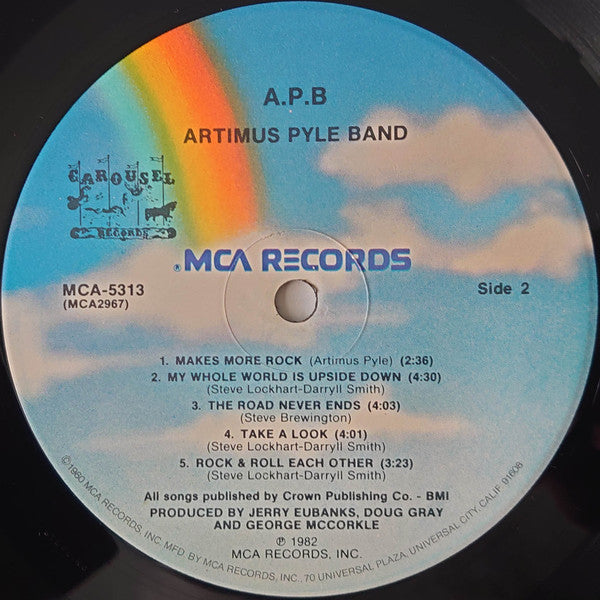 A.P.B
ARTIMUS PYLE BAND
CAROUSEL
RECORDS
®MCA RECORDS
MCA-5313
(MCA2967)
Side 2
1. MAKES MORE ROCK (Artimus Pyle) (2:36)
2. MY WHOLE WORLD IS UPSIDE DOWN (4:30)
(Steve Lockhart-Darryll Smith)
3. THE ROAD NEVER ENDS (4:03)
(Steve Brewington)
4. TAKE A LOOK (4:01)
(Steve Lockhart-Darryll Smith)
5. ROCK & ROLL EACH OTHER (3:23)
(Steve Lockhart-Darryll Smith)
All songs published by Crown Publishing Co. - BMI
PRODUCED BY JERRY EUBANKS, DOUG GRAY
AND GEORGE MCCORKLE
℗ 1982
MCA RECORDS, INC.
©1980 MCA RECORDS, INC. MFD. BY MCA RECORDS, INC., 70 UNIVERSAL PLAZA, UNIVERSAL CITY, CALIF. 91608